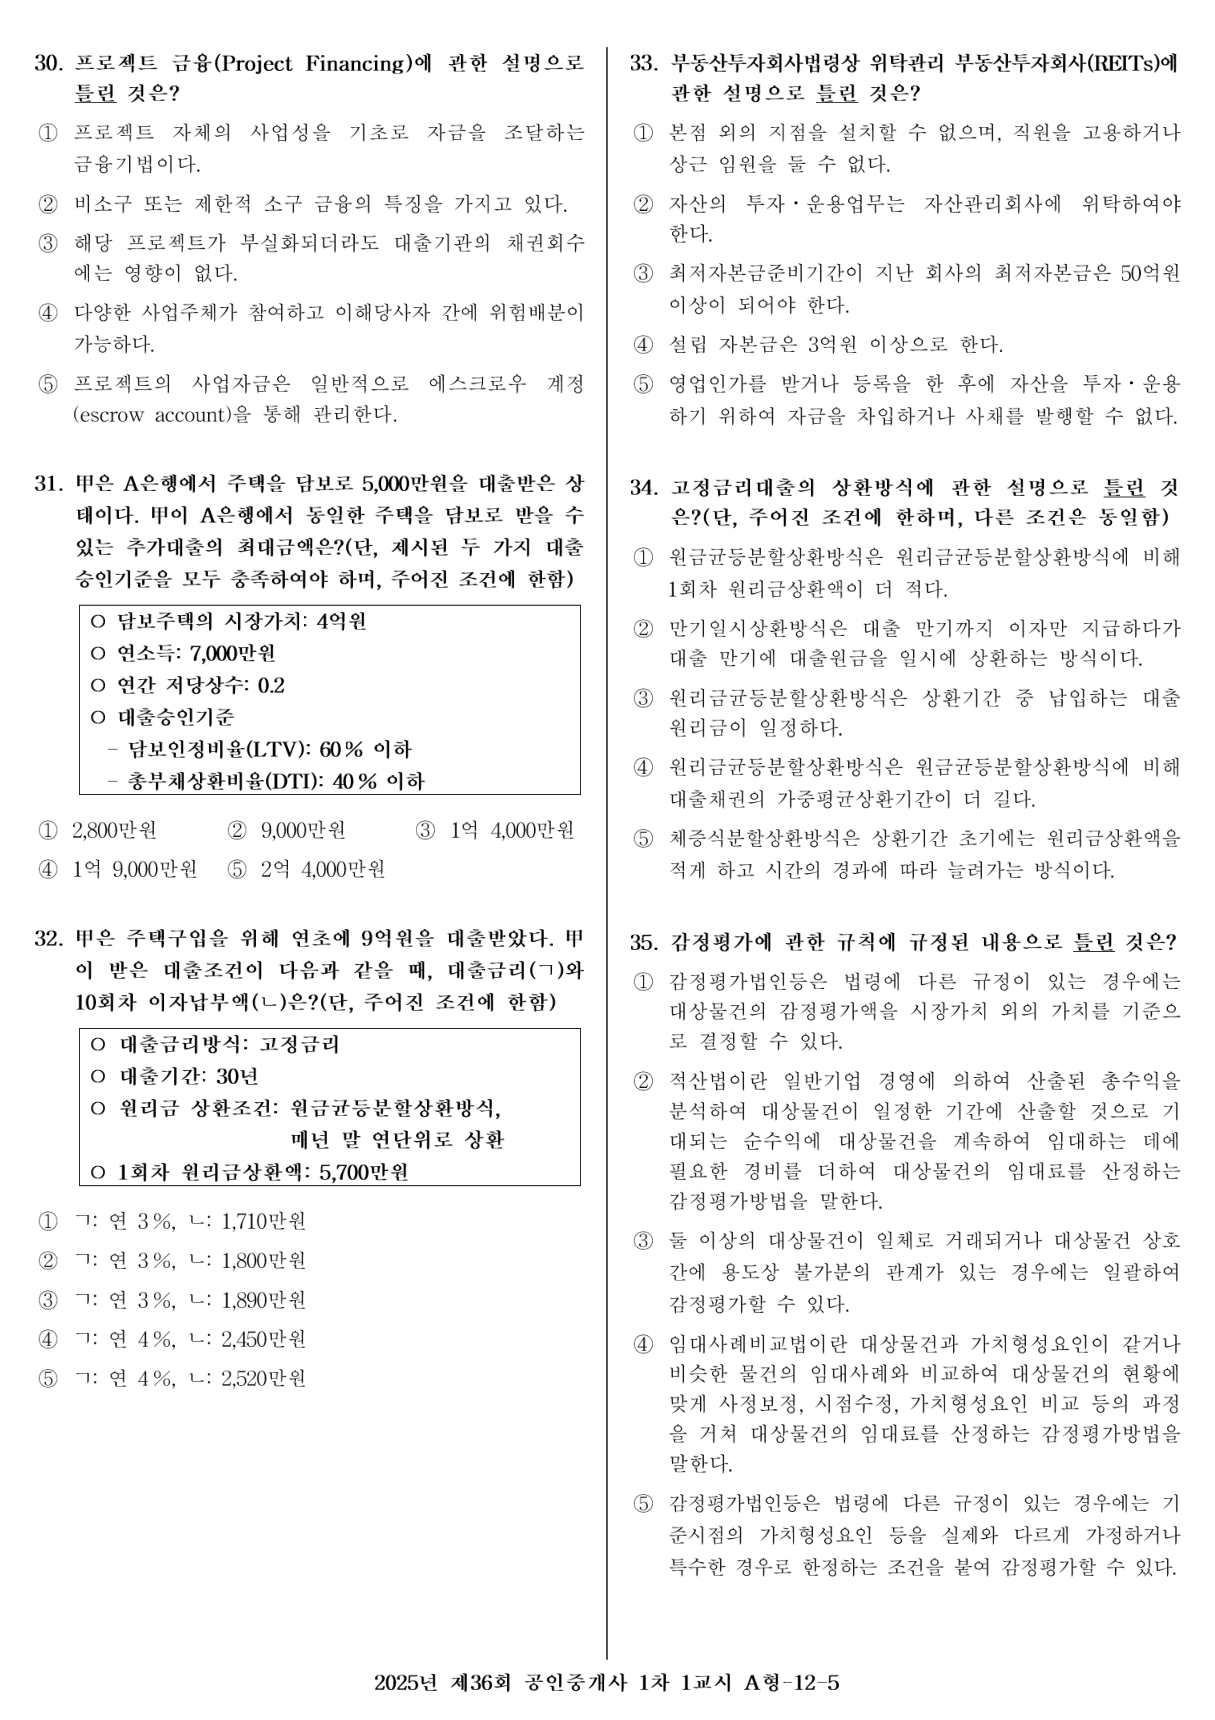 30. 프로젝트 금융(Project Financing)에 관한 설명으로
틀린 것은?
① 프로젝트 자체의 사업성을 기초로 자금을 조달하는
금융기법이다.
② 비소구 또는 제한적 소구 금융의 특징을 가지고 있다.
③ 해당 프로젝트가 부실화되더라도 대출기관의 채권회수
에는 영향이 없다.
④ 다양한 사업주체가 참여하고 이해당사자 간에 위험배분이
가능하다.
⑤ 프로젝트의 사업자금은 일반적으로 에스크로우 계정
(escrow account)을 통해 관리한다.
31. 甲은 A은행에서 주택을 담보로 5,000만원을 대출받은 상
태이다. 甲이 A은행에서 동일한 주택을 담보로 받을 수
있는 추가대출의 최대금액은?(단, 제시된 두 가지 대출
승인기준을 모두 충족하여야 하며, 주어진 조건에 한함)
○ 담보주택의 시장가치: 4억원
○ 연소득: 7,000만원
○ 연간 저당상수: 0.2
○ 대출승인기준
- 담보인정비율(LTV): 60% 이하
- 총부채상환비율(DTI): 40% 이하
① 2,800만원 ② 9,000만원 ③ 1억 4,000만원
④ 1억 9,000만원 ⑤ 2억 4,000만원
32. 甲은 주택구입을 위해 연초에 9억원을 대출받았다. 甲
이 받은 대출조건이 다음과 같을 때, 대출금리(ㄱ)와
10회차 이자납부액(ㄴ)은?(단, 주어진 조건에 한함)
○ 대출금리방식: 고정금리
○ 대출기간: 30년
○ 원리금 상환조건: 원금균등분할상환방식,
매년 말 연단위로 상환
○ 1회차 원리금상환액: 5,700만원
① ㄱ: 연 3%, ㄴ: 1,710만원
② ㄱ: 연 3%, ㄴ: 1,800만원
③ ㄱ: 연 3%, ㄴ: 1,890만원
④ ㄱ: 연 4%, ㄴ: 2,450만원
⑤ ㄱ: 연 4%, ㄴ: 2,520만원
33. 부동산투자회사법령상 위탁관리 부동산투자회사(REITs)에
관한 설명으로 틀린 것은?
① 본점 외의 지점을 설치할 수 없으며, 직원을 고용하거나
상근 임원을 둘 수 없다.
② 자산의 투자·운용업무는 자산관리회사에 위탁하여야
한다.
③ 최저자본금준비기간이 지난 회사의 최저자본금은 50억원
이상이 되어야 한다.
④ 설립 자본금은 3억원 이상으로 한다.
⑤ 영업인가를 받거나 등록을 한 후에 자산을 투자·운용
하기 위하여 자금을 차입하거나 사채를 발행할 수 없다.
34. 고정금리대출의 상환방식에 관한 설명으로 틀린 것
은?(단, 주어진 조건에 한하며, 다른 조건은 동일함)
① 원금균등분할상환방식은 원리금균등분할상환방식에 비해
1회차 원리금상환액이 더 적다.
② 만기일시상환방식은 대출 만기까지 이자만 지급하다가
대출 만기에 대출원금을 일시에 상환하는 방식이다.
③ 원리금균등분할상환방식은 상환기간 중 납입하는 대출
원리금이 일정하다.
④ 원리금균등분할상환방식은 원금균등분할상환방식에 비해
대출채권의 가중평균상환기간이 더 길다.
⑤ 체증식분할상환방식은 상환기간 초기에는 원리금상환액을
적게 하고 시간의 경과에 따라 늘려가는 방식이다.
35. 감정평가에 관한 규칙에 규정된 내용으로 틀린 것은?
① 감정평가법인등은 법령에 다른 규정이 있는 경우에는
대상물건의 감정평가액을 시장가치 외의 가치를 기준으
로 결정할 수 있다.
② 적산법이란 일반기업 경영에 의하여 산출된 총수익을
분석하여 대상물건이 일정한 기간에 산출할 것으로 기
대되는 순수익에 대상물건을 계속하여 임대하는 데에
필요한 경비를 더하여 대상물건의 임대료를 산정하는
감정평가방법을 말한다.
③ 둘 이상의 대상물건이 일체로 거래되거나 대상물건 상호
간에 용도상 불가분의 관계가 있는 경우에는 일괄하여
감정평가할 수 있다.
④ 임대사례비교법이란 대상물건과 가치형성요인이 같거나
비슷한 물건의 임대사례와 비교하여 대상물건의 현황에
맞게 사정보정, 시점수정, 가치형성요인 비교 등의 과정
을 거쳐 대상물건의 임대료를 산정하는 감정평가방법을
말한다.
⑤ 감정평가법인등은 법령에 다른 규정이 있는 경우에는 기
준시점의 가치형성요인 등을 실제와 다르게 가정하거나
특수한 경우로 한정하는 조건을 붙여 감정평가할 수 있다.
2025년 제36회 공인중개사 1차 1교시 A형-12-5